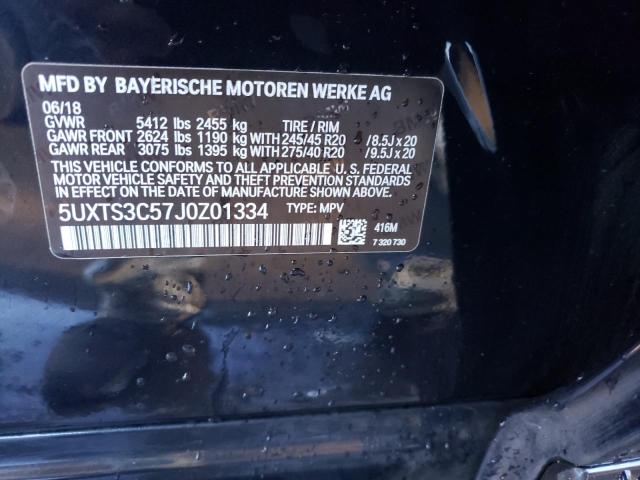 MFD BY BAYERISCHE MOTOREN WERKE AG
06/18
GVWR 5412 lbs 2455 kg TIRE / RIM
GAWR FRONT 2624 lbs 1190 kg WITH 245/45 R20 /8.5J x 20
GAWR REAR 3075 lbs 1395 kg WITH 275/40 R20 /9.5J x 20
THIS VEHICLE CONFORMS TO ALL APPLICABLE U. S. FEDERAL
MOTOR VEHICLE SAFETY, BUMPER, AND THEFT PREVENTION
STANDARDS IN EFFECT ON THE DATE OF MANUFACTURE SHOWN ABOVE.
5UXTS3C57J0Z01334 TYPE: MPV
416M
7 320 730